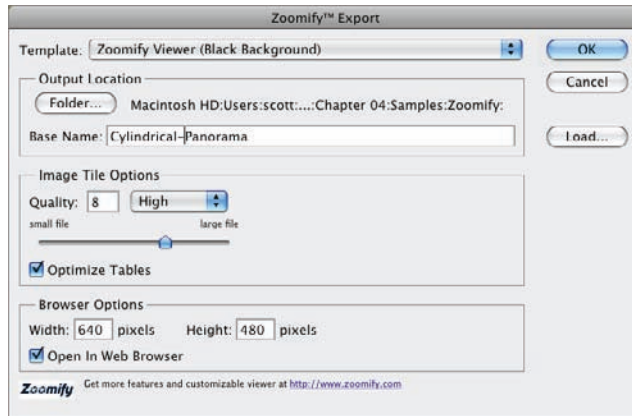 Zoomify™ Export
Template: Zoomify Viewer (Black Background)
OK
Cancel
Load...
Output Location
Folder... Macintosh HD:Users:scott:...:Chapter 04:Samples:Zoomify:
Base Name: Cylindrical-Panorama
Image Tile Options
Quality: 8 High
small file large file
Optimize Tables
Browser Options
Width: 640 pixels Height: 480 pixels
Open In Web Browser
Zoomify Get more features and customizable viewer at http://www.zoomify.com